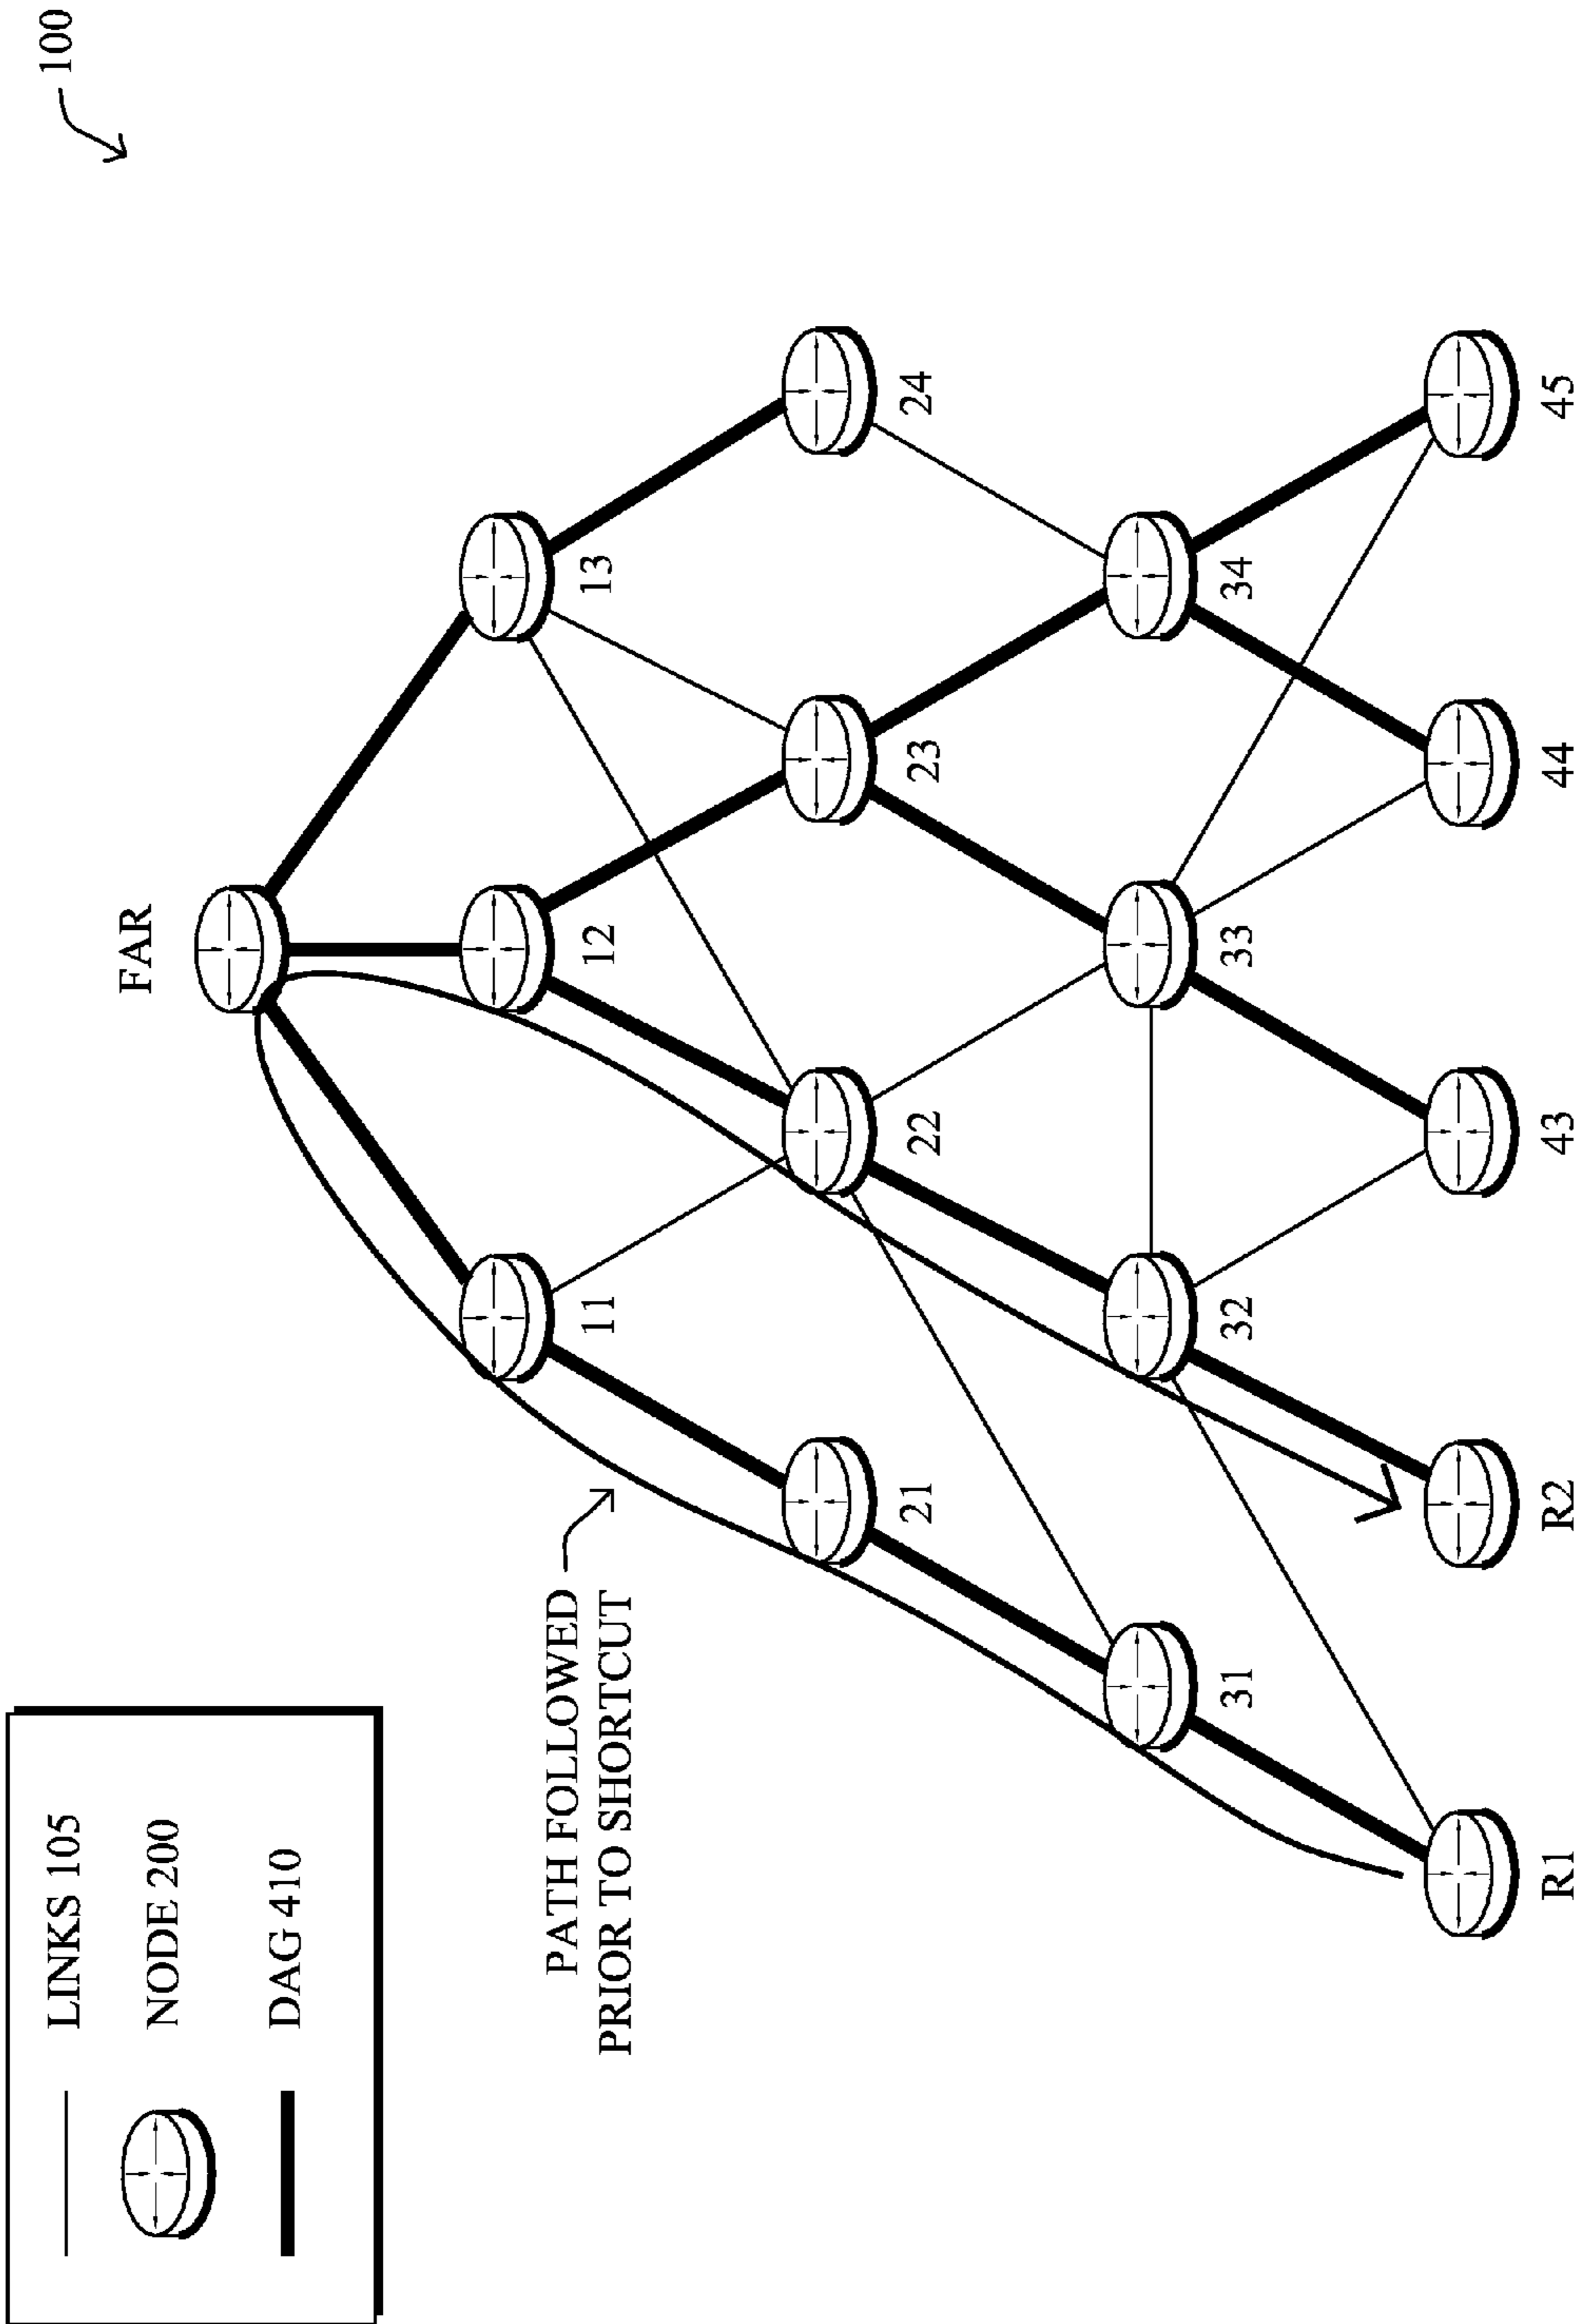 LINKS 105
NODE 200
DAG 410
100
FAR
PATH FOLLOWED
PRIOR TO SHORTCUT
11
12
13
21
22
23
24
31
32
33
34
R1
R2
43
44
45